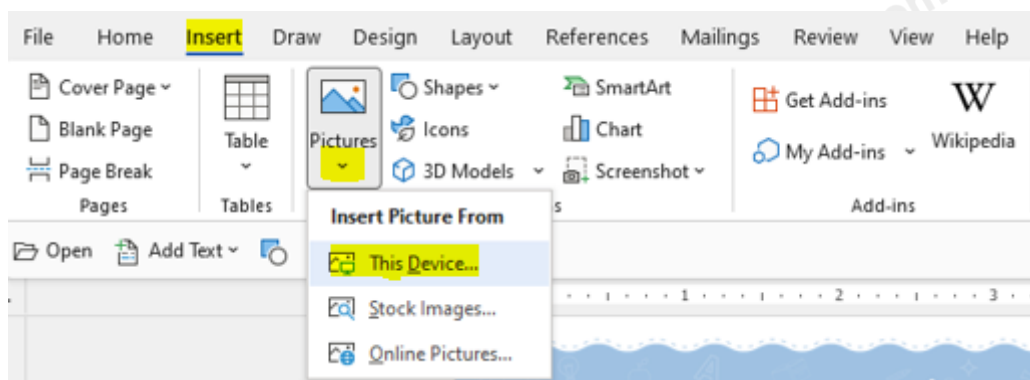 om
File Home Insert Draw Design Layout References Mailings Review View Help
Cover Page
Blank Page
Page Break
Pages
Table
Tables
Pictures
Shapes
Icons
3D Models
SmartArt
Chart
Screenshot
s
Get Add-ins
My Add-ins
W
Wikipedia
Add-ins
Insert Picture From
This Device...
Stock Images...
Online Pictures...
Open Add Text
1 2 3